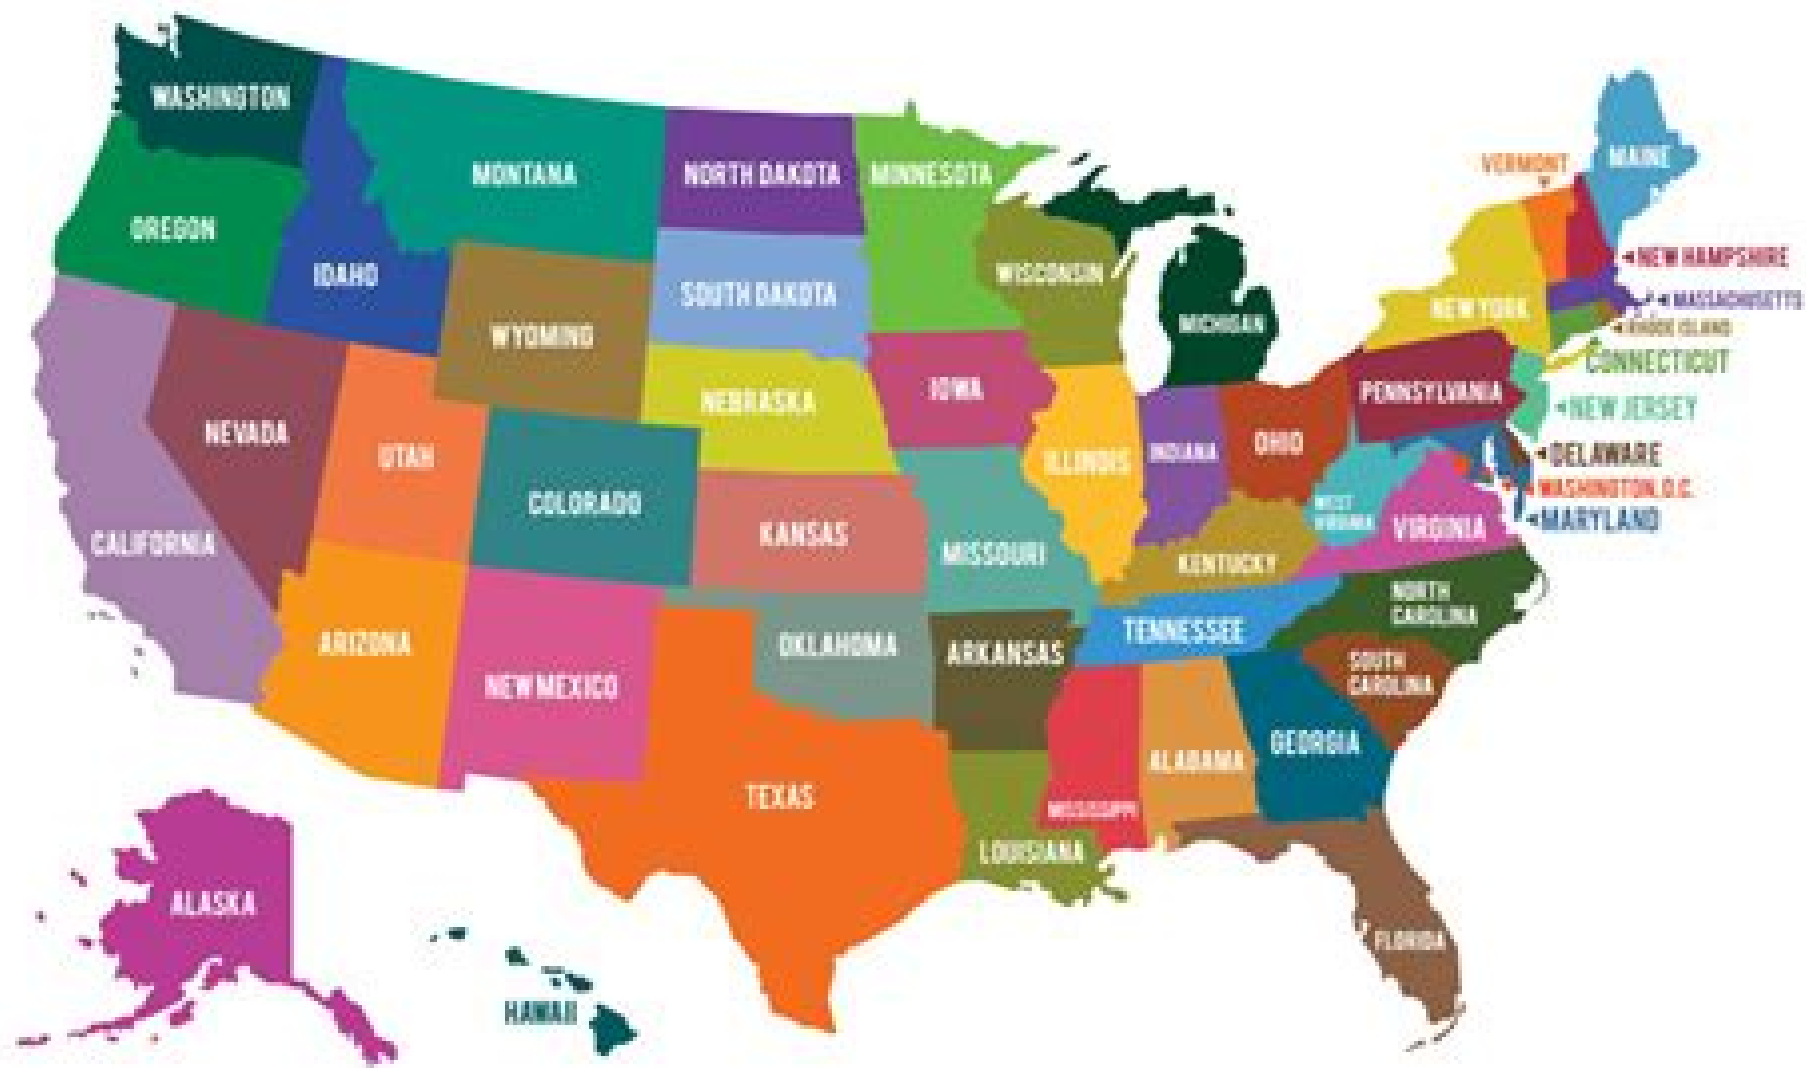 WASHINGTON
MAINE
VERMONT
MONTANA
NORTH DAKOTA
MINNESOTA
OREGON
NEW HAMPSHIRE
IDAHO
WISCONSIN
SOUTH DAKOTA
MASSACHUSETTS
NEW YORK
MICHIGAN
RHODE ISLAND
WYOMING
CONNECTICUT
IOWA
PENNSYLVANIA
NEBRASKA
NEW JERSEY
NEVADA
OHIO
INDIANA
DELAWARE
UTAH
ILLINOIS
WASHINGTON, D.C.
COLORADO
WEST
VIRGINIA
MARYLAND
VIRGINIA
KANSAS
CALIFORNIA
MISSOURI
KENTUCKY
NORTH
CAROLINA
TENNESSEE
ARIZONA
OKLAHOMA
ARKANSAS
SOUTH
CAROLINA
NEW MEXICO
GEORGIA
ALABAMA
TEXAS
MISSISSIPPI
LOUISIANA
ALASKA
FLORIDA
HAWAII